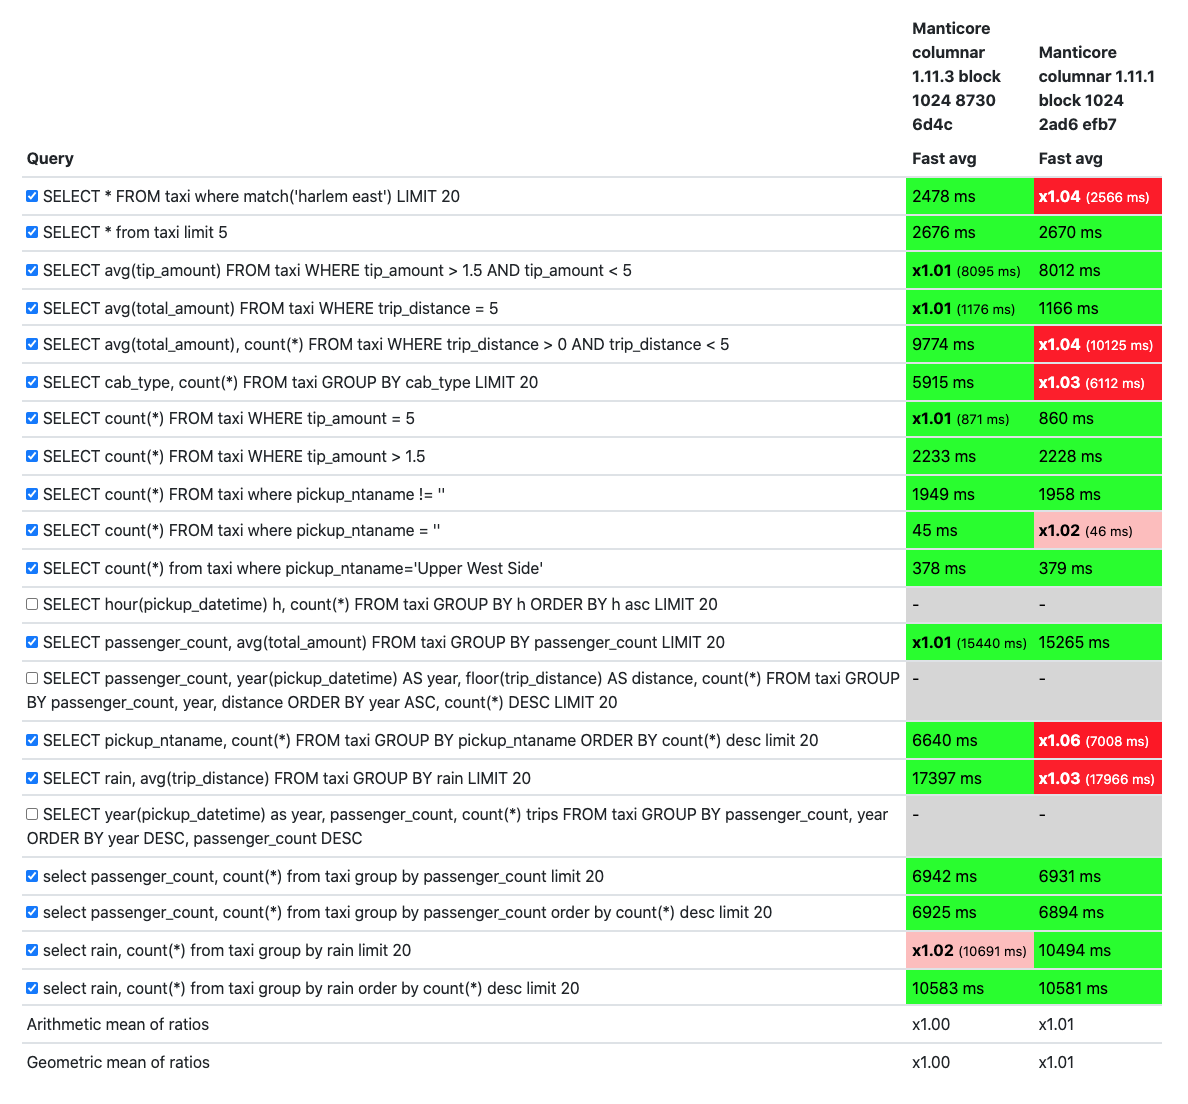 Manticore
columnar
1.11.3 block
1024 8730
6d4c
Manticore
columnar 1.11.1
block 1024
2ad6 efb7
Query Fast avg Fast avg
SELECT * FROM taxi where match('harlem east') LIMIT 20 2478 ms x1.04 (2566 ms)
SELECT * from taxi limit 5 2676 ms 2670 ms
SELECT avg(tip_amount) FROM taxi WHERE tip_amount > 1.5 AND tip_amount < 5 x1.01 (8095 ms) 8012 ms
SELECT avg(total_amount) FROM taxi WHERE trip_distance = 5 x1.01 (1176 ms) 1166 ms
SELECT avg(total_amount), count(*) FROM taxi WHERE trip_distance > 0 AND trip_distance < 5 9774 ms x1.04 (10125 ms)
SELECT cab_type, count(*) FROM taxi GROUP BY cab_type LIMIT 20 5915 ms x1.03 (6112 ms)
SELECT count(*) FROM taxi WHERE tip_amount = 5 x1.01 (871 ms) 860 ms
SELECT count(*) FROM taxi WHERE tip_amount > 1.5 2233 ms 2228 ms
SELECT count(*) FROM taxi where pickup_ntaname != '' 1949 ms 1958 ms
SELECT count(*) FROM taxi where pickup_ntaname = '' 45 ms x1.02 (46 ms)
SELECT count(*) from taxi where pickup_ntaname='Upper West Side' 378 ms 379 ms
SELECT hour(pickup_datetime) h, count(*) FROM taxi GROUP BY h ORDER BY h asc LIMIT 20 - -
SELECT passenger_count, avg(total_amount) FROM taxi GROUP BY passenger_count LIMIT 20 x1.01 (15440 ms) 15265 ms
SELECT passenger_count, year(pickup_datetime) AS year, floor(trip_distance) AS distance, count(*) FROM taxi GROUP - -
BY passenger_count, year, distance ORDER BY year ASC, count(*) DESC LIMIT 20
SELECT pickup_ntaname, count(*) FROM taxi GROUP BY pickup_ntaname ORDER BY count(*) desc limit 20 6640 ms x1.06 (7008 ms)
SELECT rain, avg(trip_distance) FROM taxi GROUP BY rain LIMIT 20 17397 ms x1.03 (17966 ms)
SELECT year(pickup_datetime) as year, passenger_count, count(*) trips FROM taxi GROUP BY passenger_count, year - -
ORDER BY year DESC, passenger_count DESC
select passenger_count, count(*) from taxi group by passenger_count limit 20 6942 ms 6931 ms
select passenger_count, count(*) from taxi group by passenger_count order by count(*) desc limit 20 6925 ms 6894 ms
select rain, count(*) from taxi group by rain limit 20 x1.02 (10691 ms) 10494 ms
select rain, count(*) from taxi group by rain order by count(*) desc limit 20 10583 ms 10581 ms
Arithmetic mean of ratios x1.00 x1.01
Geometric mean of ratios x1.00 x1.01